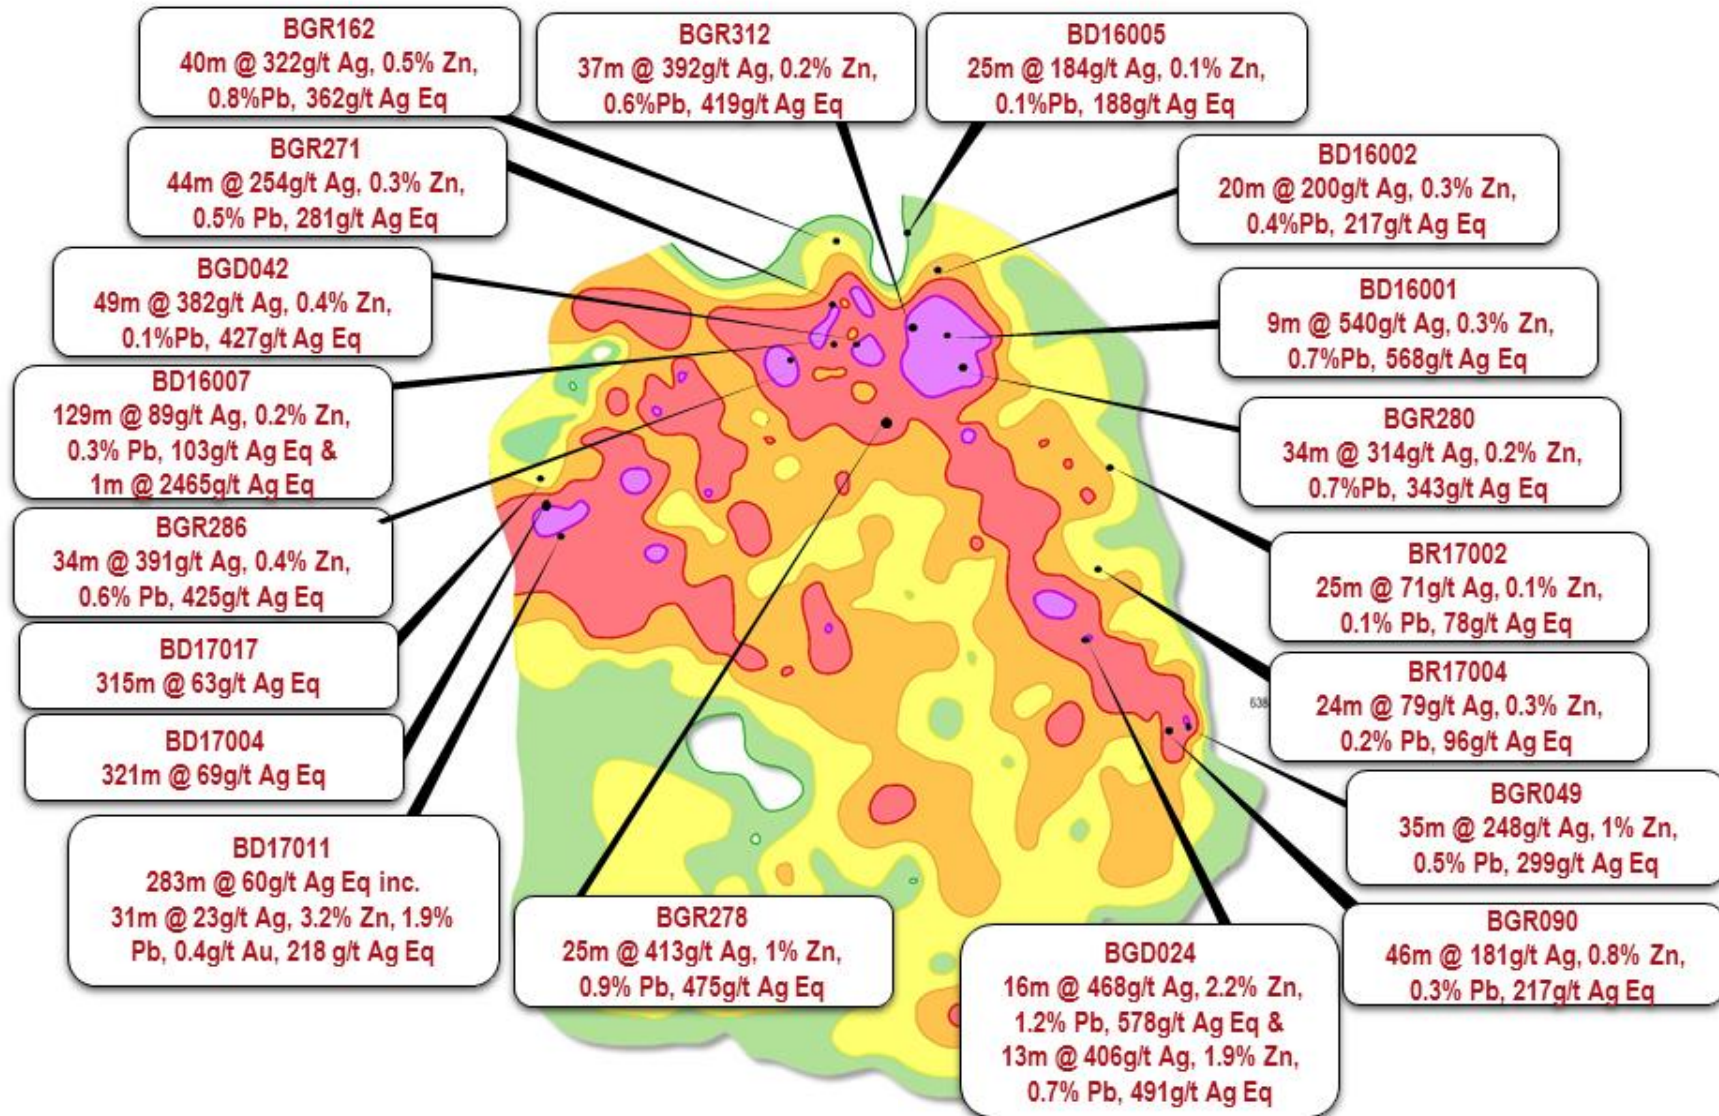 BGR162
40m @ 322g/t Ag, 0.5% Zn,
0.8%Pb, 362g/t Ag Eq
BGR312
37m @ 392g/t Ag, 0.2% Zn,
0.6%Pb, 419g/t Ag Eq
BD16005
25m @ 184g/t Ag, 0.1% Zn,
0.1%Pb, 188g/t Ag Eq
BGR271
44m @ 254g/t Ag, 0.3% Zn,
0.5% Pb, 281g/t Ag Eq
BD16002
20m @ 200g/t Ag, 0.3% Zn,
0.4%Pb, 217g/t Ag Eq
BGD042
49m @ 382g/t Ag, 0.4% Zn,
0.1%Pb, 427g/t Ag Eq
BD16001
9m @ 540g/t Ag, 0.3% Zn,
0.7%Pb, 568g/t Ag Eq
BD16007
129m @ 89g/t Ag, 0.2% Zn,
0.3% Pb, 103g/t Ag Eq &
1m @ 2465g/t Ag Eq
BGR280
34m @ 314g/t Ag, 0.2% Zn,
0.7%Pb, 343g/t Ag Eq
BGR286
34m @ 391g/t Ag, 0.4% Zn,
0.6% Pb, 425g/t Ag Eq
BR17002
25m @ 71g/t Ag, 0.1% Zn,
0.1% Pb, 78g/t Ag Eq
BD17017
315m @ 63g/t Ag Eq
BR17004
24m @ 79g/t Ag, 0.3% Zn,
0.2% Pb, 96g/t Ag Eq
638
BD17004
321m @ 69g/t Ag Eq
BGR049
35m @ 248g/t Ag, 1% Zn,
0.5% Pb, 299g/t Ag Eq
BD17011
283m @ 60g/t Ag Eq inc.
31m @ 23g/t Ag, 3.2% Zn, 1.9%
Pb, 0.4g/t Au, 218 g/t Ag Eq
BGR278
25m @ 413g/t Ag, 1% Zn,
0.9% Pb, 475g/t Ag Eq
BGD024
16m @ 468g/t Ag, 2.2% Zn,
1.2% Pb, 578g/t Ag Eq &
13m @ 406g/t Ag, 1.9% Zn,
0.7% Pb, 491g/t Ag Eq
BGR090
46m @ 181g/t Ag, 0.8% Zn,
0.3% Pb, 217g/t Ag Eq